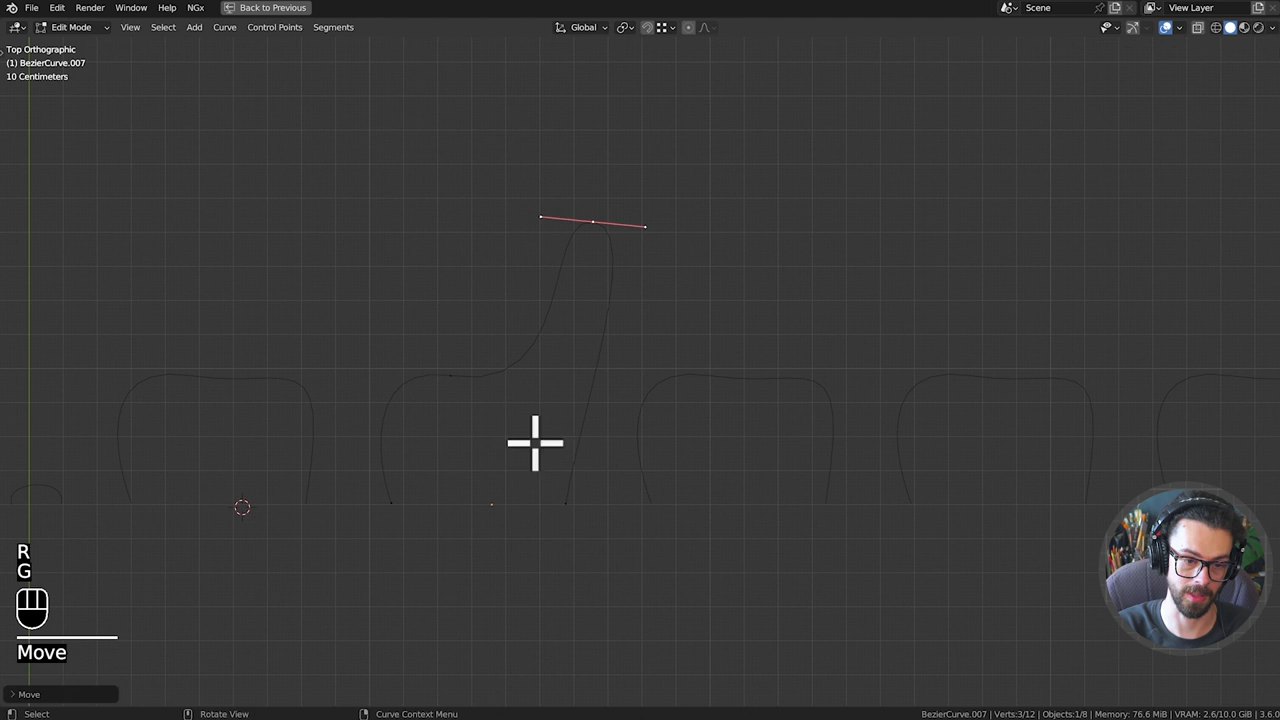 File Edit Render Window Help NGx Back to Previous Scene View Layer
Edit Mode View Select Add Curve Control Points Segments Global
Top Orthographic
(1) BezierCurve.007
10 Centimeters
R
G
Move
Move
Select Rotate View Curve Context Menu BezierCurve.007 | Verts:3/12 | Objects:1/8 | Memory: 76.6 MiB | VRAM: 2.6/10.0 GiB | 3.6.0